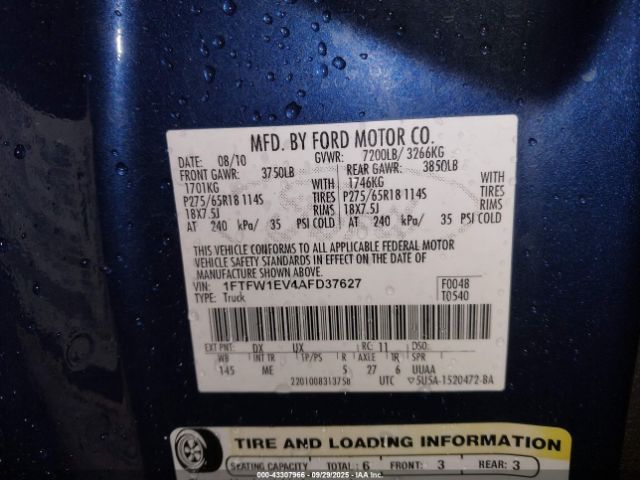 MFD. BY FORD MOTOR CO.
DATE: 08/10 GVWR: 7200LB/ 3266KG
FRONT GAWR: 3750LB REAR GAWR: 3850LB
1701KG WITH 1746KG WITH
P275/65R18 114S TIRES P275/65R18 114S TIRES
18X7.5J RIMS 18X7.5J RIMS
AT 240 kPa/ 35 PSI COLD AT 240 kPa/ 35 PSI COLD
THIS VEHICLE CONFORMS TO ALL APPLICABLE FEDERAL MOTOR
VEHICLE SAFETY STANDARDS IN EFFECT ON THE DATE OF
MANUFACTURE SHOWN ABOVE.
VIN: 1FTFW1EV4AFD37627 F0048
TYPE: Truck T0540
EXT PNT: DX UX RC: 11 DSO:
WB INT TR TP/PS R AXLE TR SPR
145 ME 5 27 6 UUAA
2201008313758 UTC ▽5U5A-1520472-BA
TIRE AND LOADING INFORMATION
SEATING CAPACITY TOTAL: 6 FRONT: 3 REAR: 3
000-43307966 - 09/29/2025 - IAAI.COM